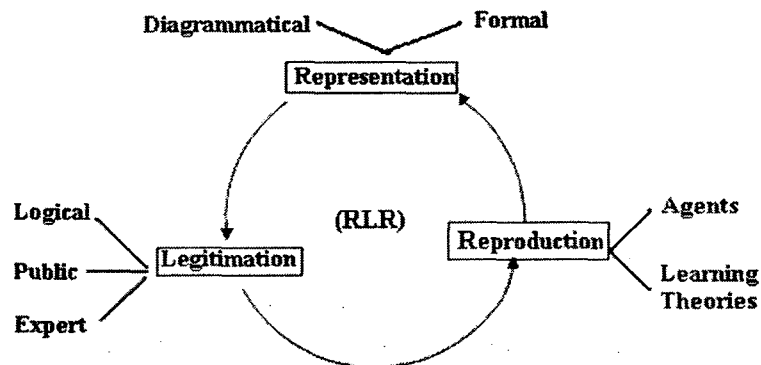 Diagrammatical
Formal
Representation
Logical
Public
Expert
Legitimation
(RLR)
Reproduction
Agents
Learning
Theories